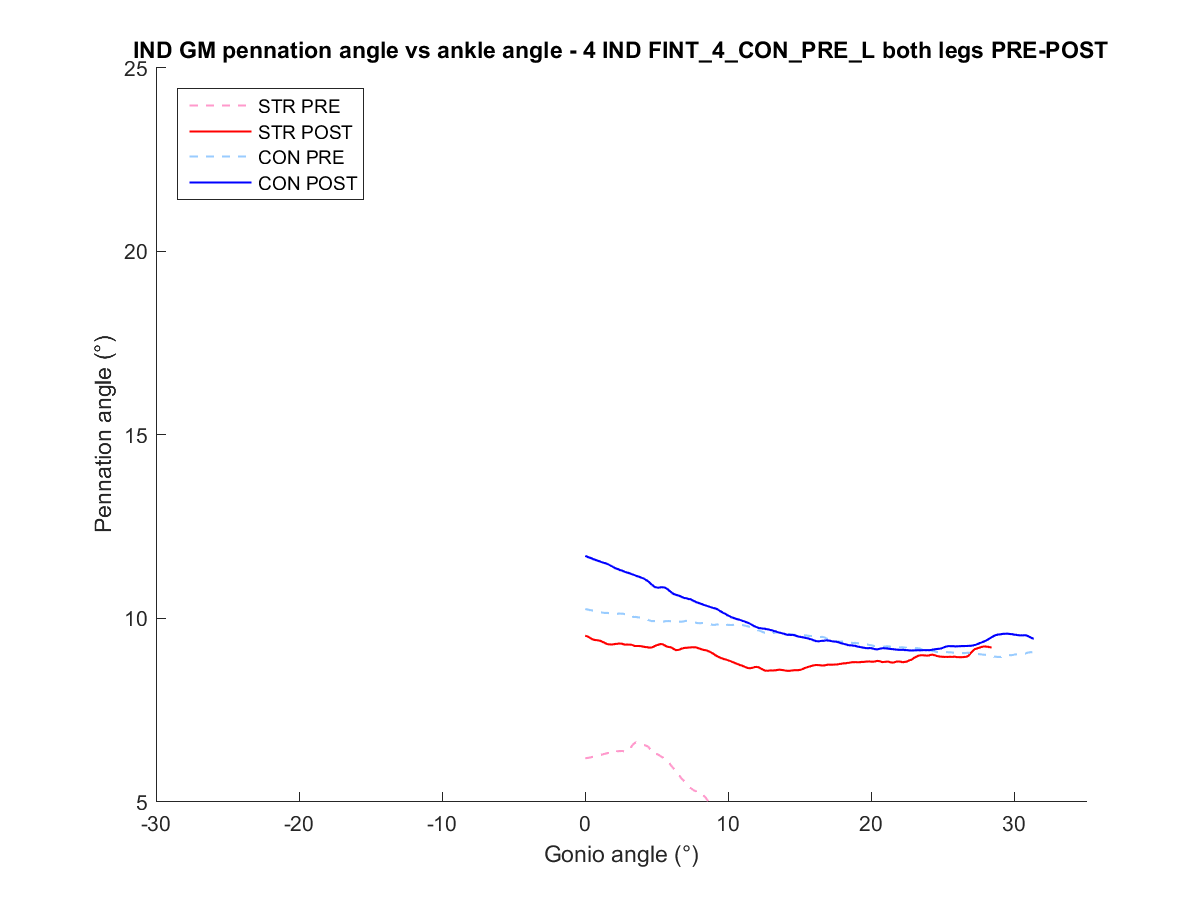 IND GM pennation angle vs ankle angle - 4 IND FINT_4_CON_PRE_L both legs PRE-POST
STR PRE
STR POST
CON PRE
CON POST
Pennation angle (°)
25
20
15
10
5
-30
-20
-10
0
10
20
30
Gonio angle (°)